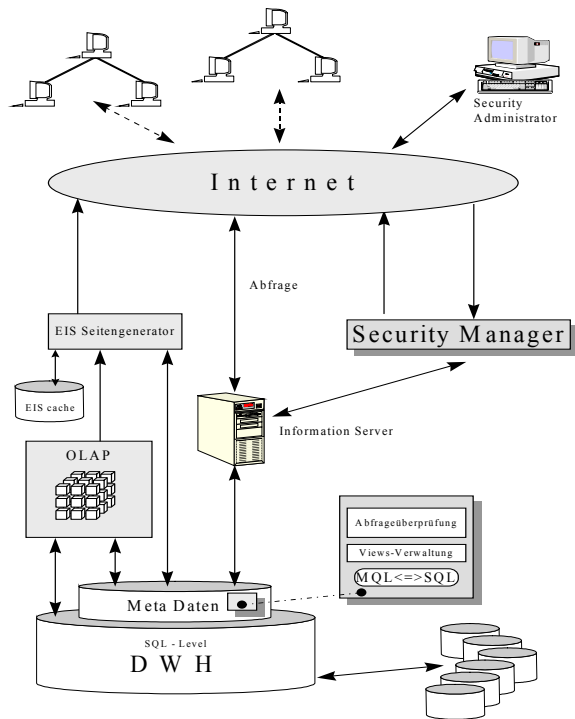 Security
Administrator
Internet
Abfrage
EIS Seitengenerator
Security Manager
EIS cache
Information Server
OLAP
Abfrageüberprüfung
Views-Verwaltung
MQL<=>SQL
Meta Daten
SQL - Level
DWH